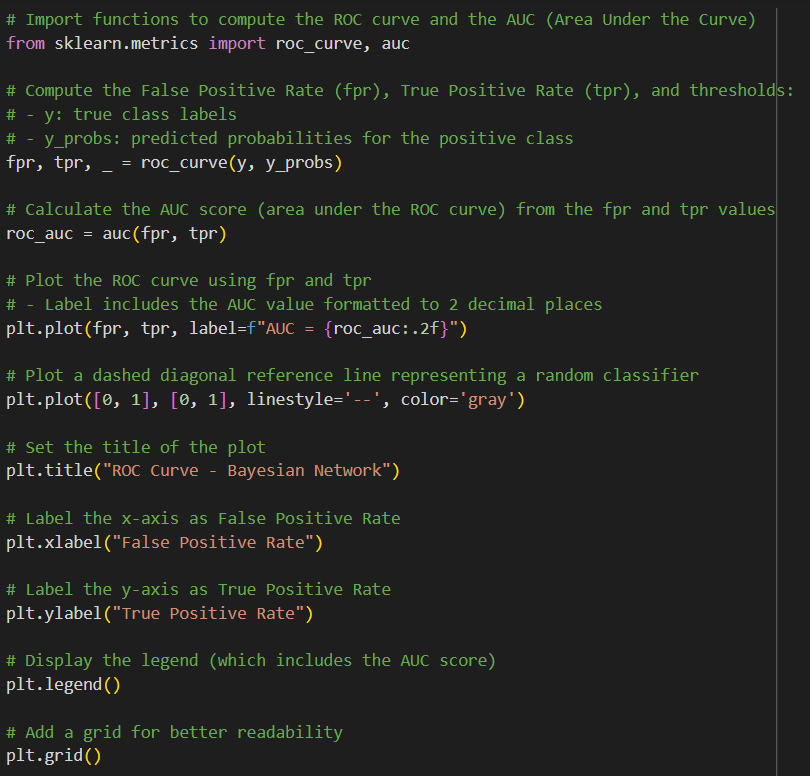 # Import functions to compute the ROC curve and the AUC (Area Under the Curve)
from sklearn.metrics import roc_curve, auc

# Compute the False Positive Rate (fpr), True Positive Rate (tpr), and thresholds:
# - y: true class labels
# - y_probs: predicted probabilities for the positive class
fpr, tpr, _ = roc_curve(y, y_probs)

# Calculate the AUC score (area under the ROC curve) from the fpr and tpr values
roc_auc = auc(fpr, tpr)

# Plot the ROC curve using fpr and tpr
# - Label includes the AUC value formatted to 2 decimal places
plt.plot(fpr, tpr, label=f"AUC = {roc_auc:.2f}")

# Plot a dashed diagonal reference line representing a random classifier
plt.plot([0, 1], [0, 1], linestyle='--', color='gray')

# Set the title of the plot
plt.title("ROC Curve - Bayesian Network")

# Label the x-axis as False Positive Rate
plt.xlabel("False Positive Rate")

# Label the y-axis as True Positive Rate
plt.ylabel("True Positive Rate")

# Display the legend (which includes the AUC score)
plt.legend()

# Add a grid for better readability
plt.grid()